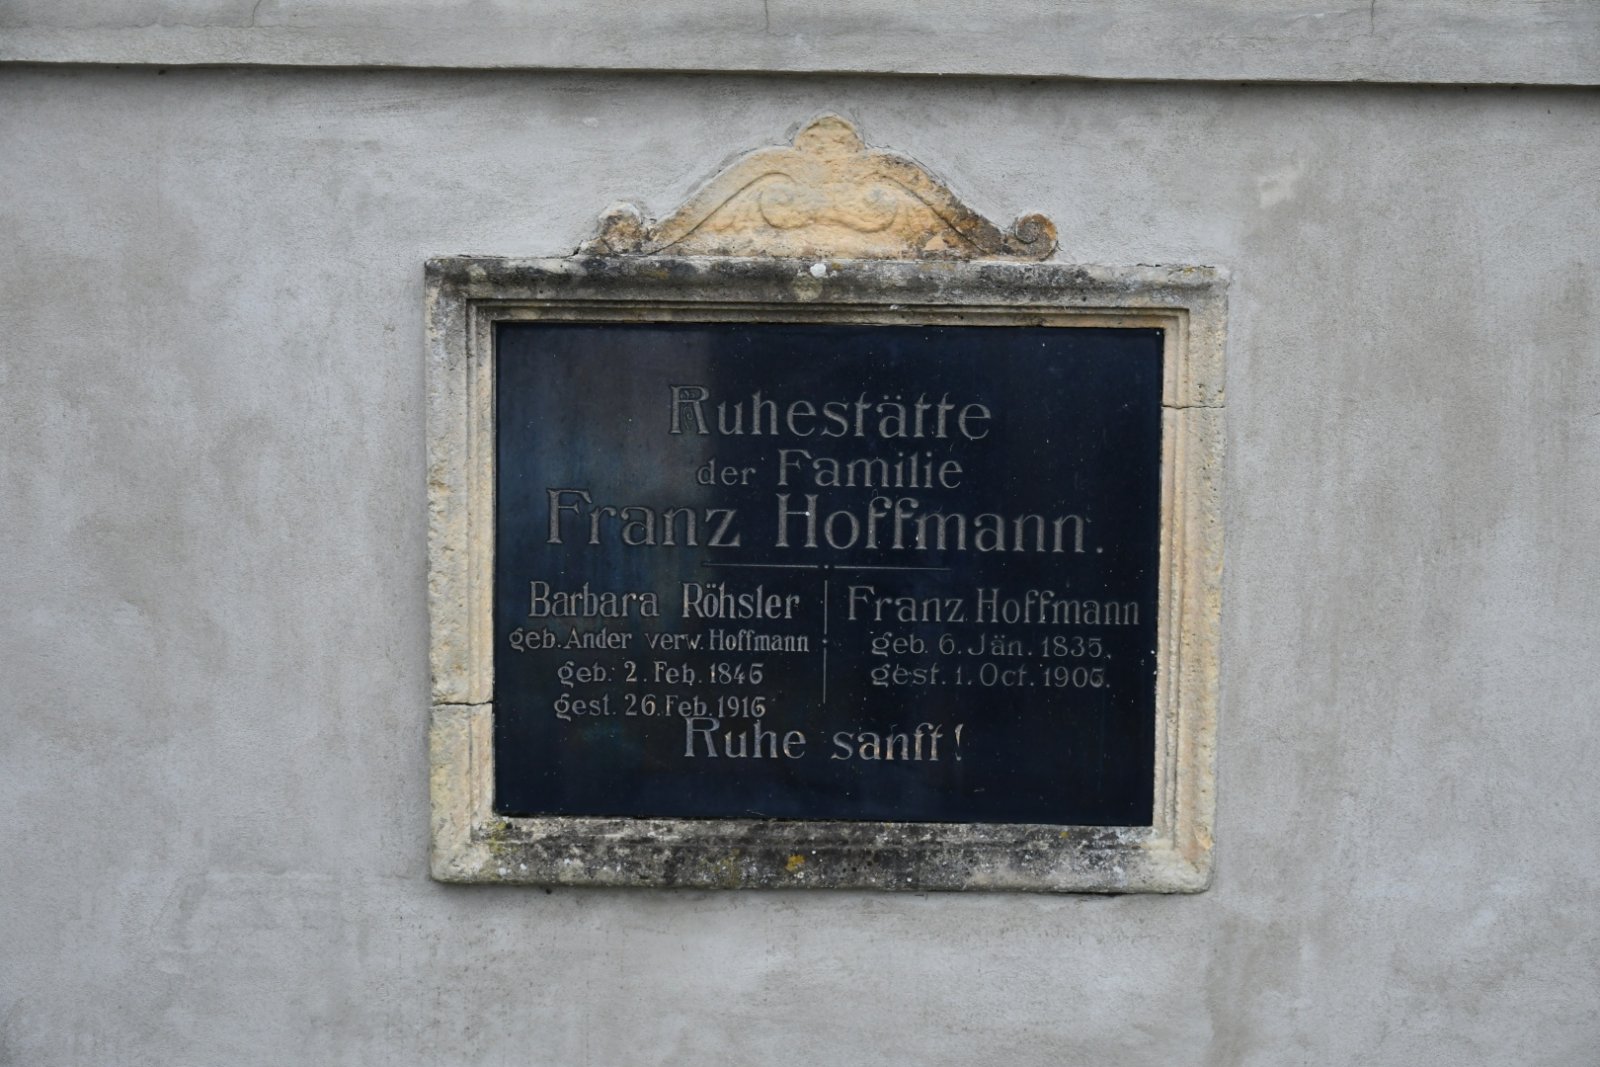 Ruhestätte
der Familie
Franz Hoffmann.
Barbara Röhsler
geb. Ander verw. Hoffmann
geb. 2. Feb. 1846
gest. 26. Feb. 1916
Franz Hoffmann
geb. 6. Jän. 1835.
gest. 1. Oct. 1906.
Ruhe sanft!